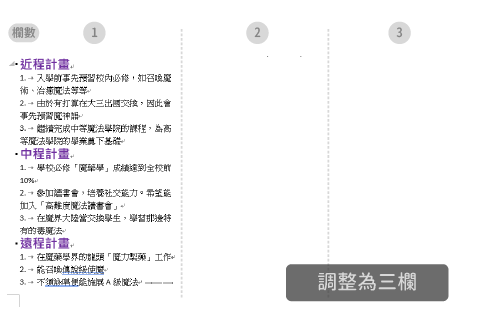 欄數 1 2 3
近程計畫
1.→ 入學前事先預習校內必修，如召喚魔
術、治癒魔法等等
2.→ 由於有打算在大三出國交換，因此會
事先預習魔神語
3.→ 繼續完成中等魔法學院的課程，為高
等魔法學院的學業奠下基礎
中程計畫
1.→ 學校必修「魔藥學」成績達到全校前
10%
2.→ 參加讀書會，培養社交能力。希望能
加入「高難度魔法讀書會」
3.→ 在魔界大陸當交換學生，學習那邊特
有的毒魔法
遠程計畫
1.→ 在魔藥學界的龍頭「魔力製藥」工作
2.→ 能召喚傳說級使魔
3.→ 不須詠唱便能施展 A 級魔法
調整為三欄